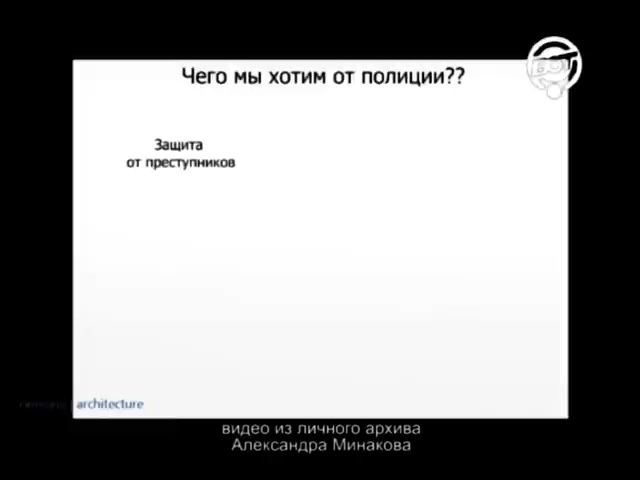 Чего мы хотим от полиции??
Защита
от преступников
architecture
видео из личного архива
Александра Минакова